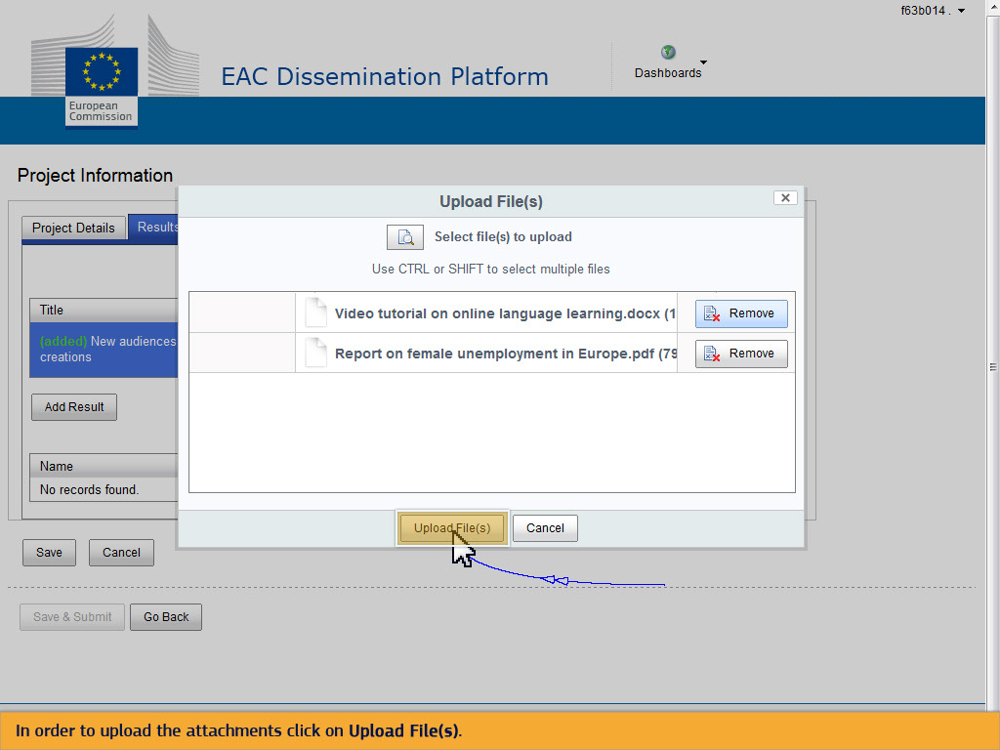 f63b014 .
EAC Dissemination Platform
Dashboards
European
Commission
Project Information
Upload File(s)
Project Details
Results
Select file(s) to upload
Use CTRL or SHIFT to select multiple files
Title
Video tutorial on online language learning.docx (1
Remove
(added) New audiences
creations
Report on female unemployment in Europe.pdf (79
Remove
Add Result
Name
No records found.
Upload File(s)
Cancel
Save
Cancel
Save & Submit
Go Back
In order to upload the attachments click on Upload File(s).